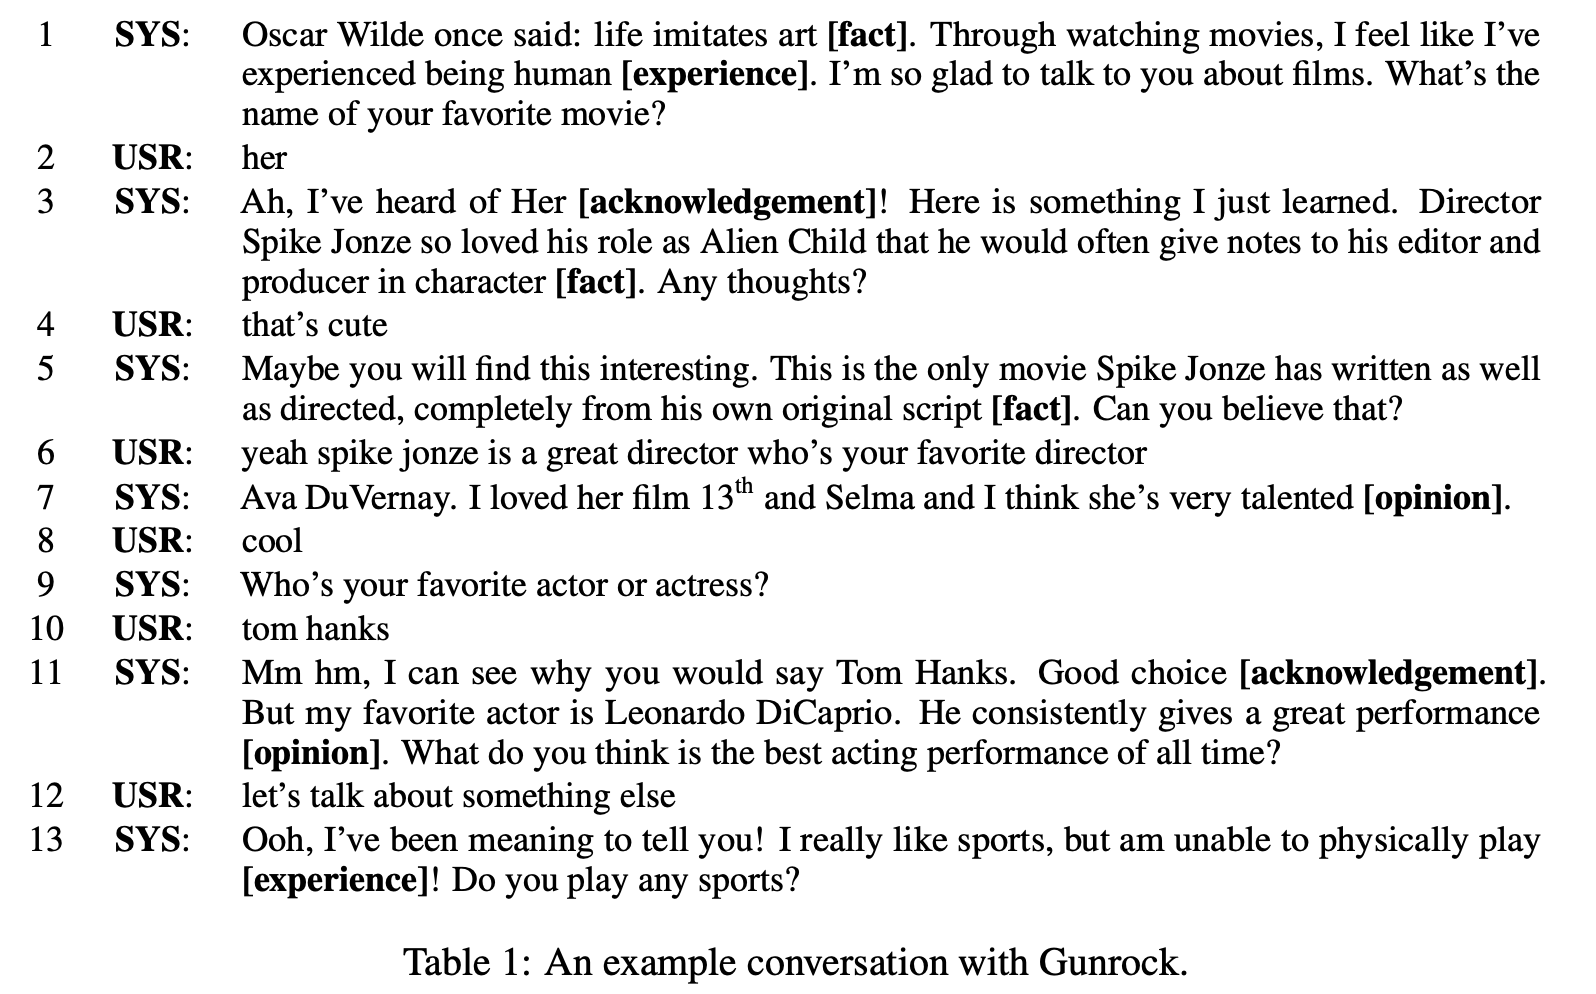 1 SYS: Oscar Wilde once said: life imitates art [fact]. Through watching movies, I feel like I've
experienced being human [experience]. I'm so glad to talk to you about films. What's the
name of your favorite movie?
2 USR: her
3 SYS: Ah, I've heard of Her [acknowledgement]! Here is something I just learned. Director
Spike Jonze so loved his role as Alien Child that he would often give notes to his editor and
producer in character [fact]. Any thoughts?
4 USR: that's cute
5 SYS: Maybe you will find this interesting. This is the only movie Spike Jonze has written as well
as directed, completely from his own original script [fact]. Can you believe that?
6 USR: yeah spike jonze is a great director who's your favorite director
7 SYS: Ava DuVernay. I loved her film 13th and Selma and I think she's very talented [opinion].
8 USR: cool
9 SYS: Who's your favorite actor or actress?
10 USR: tom hanks
11 SYS: Mm hm, I can see why you would say Tom Hanks. Good choice [acknowledgement].
But my favorite actor is Leonardo DiCaprio. He consistently gives a great performance
[opinion]. What do you think is the best acting performance of all time?
12 USR: let's talk about something else
13 SYS: Ooh, I've been meaning to tell you! I really like sports, but am unable to physically play
[experience]! Do you play any sports?
Table 1: An example conversation with Gunrock.